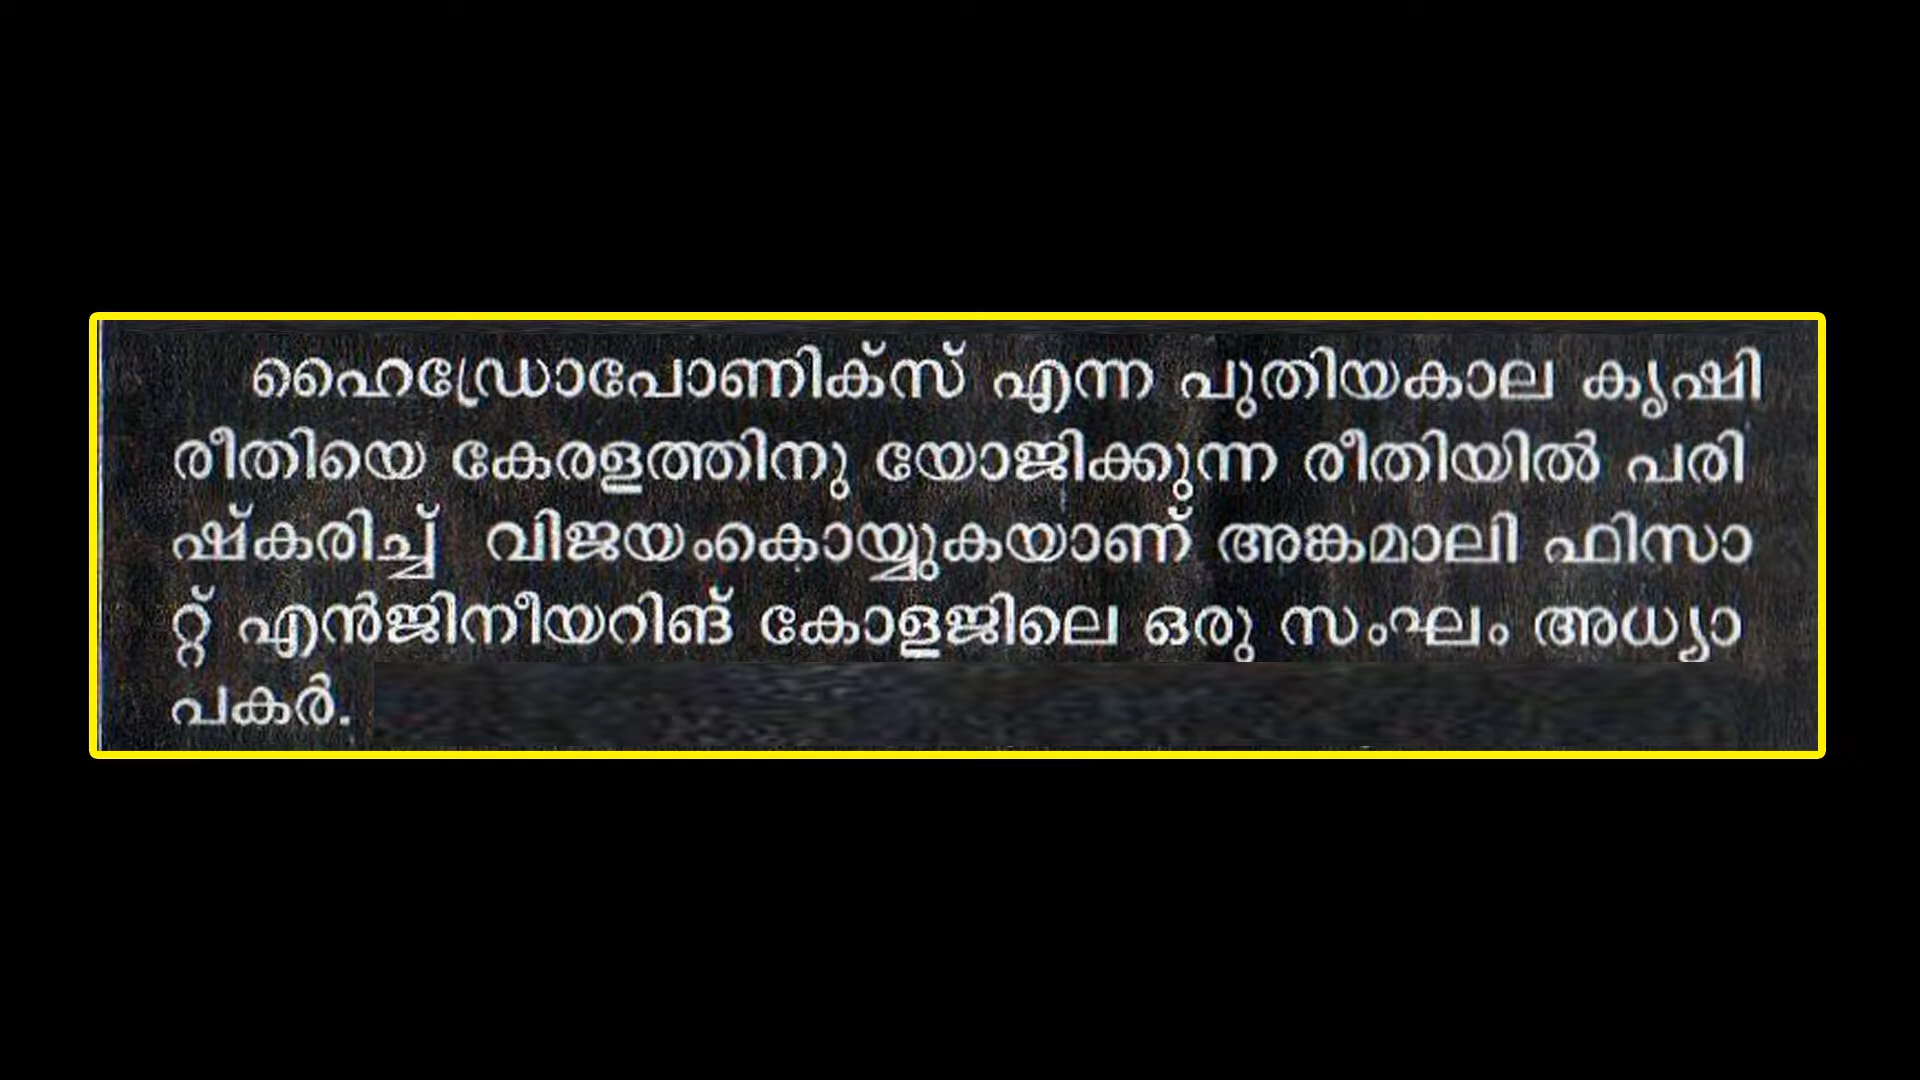 ഹൈഡ്രോപോണിക്സ് എന്ന പുതിയകാല കൃഷി
രീതിയെ കേരളത്തിനു യോജിക്കുന്ന രീതിയിൽ പരി
ഷ്കരിച്ച് വിജയംകൊയ്യുകയാണ് അങ്കമാലി ഫിസാ
റ്റ് എൻജിനീയറിങ് കോളജിലെ ഒരു സംഘം അധ്യാ
പകർ.